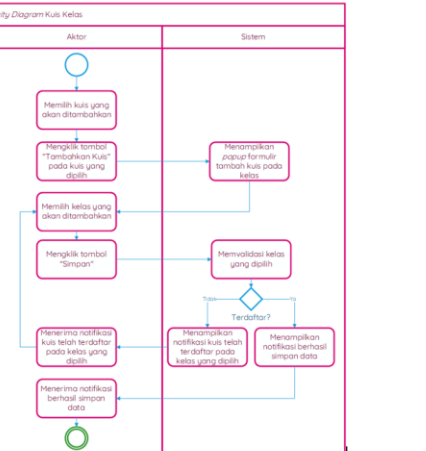 ity Diagram Kuis Kelas
Aktor
Sistem
Memilih kuis yang
akan ditambahkan
Mengklik tombol
"Tambahkan Kuis"
pada kuis yang
dipilih
Menampilkan
popup formulir
tambah kuis pada
kelas
Memilih kelas yang
akan ditambahkan
Mengklik tombol
"Simpan"
Memvalidasi kelas
yang dipilih
Tidak
Ya
Terdaftar?
Menerima notifikasi
kuis telah terdaftar
pada kelas yang
dipilih
Menampilkan
notifikasi kuis telah
terdaftar pada
kelas yang dipilih
Menampilkan
notifikasi berhasil
simpan data
Menerima notifikasi
berhasil simpan
data